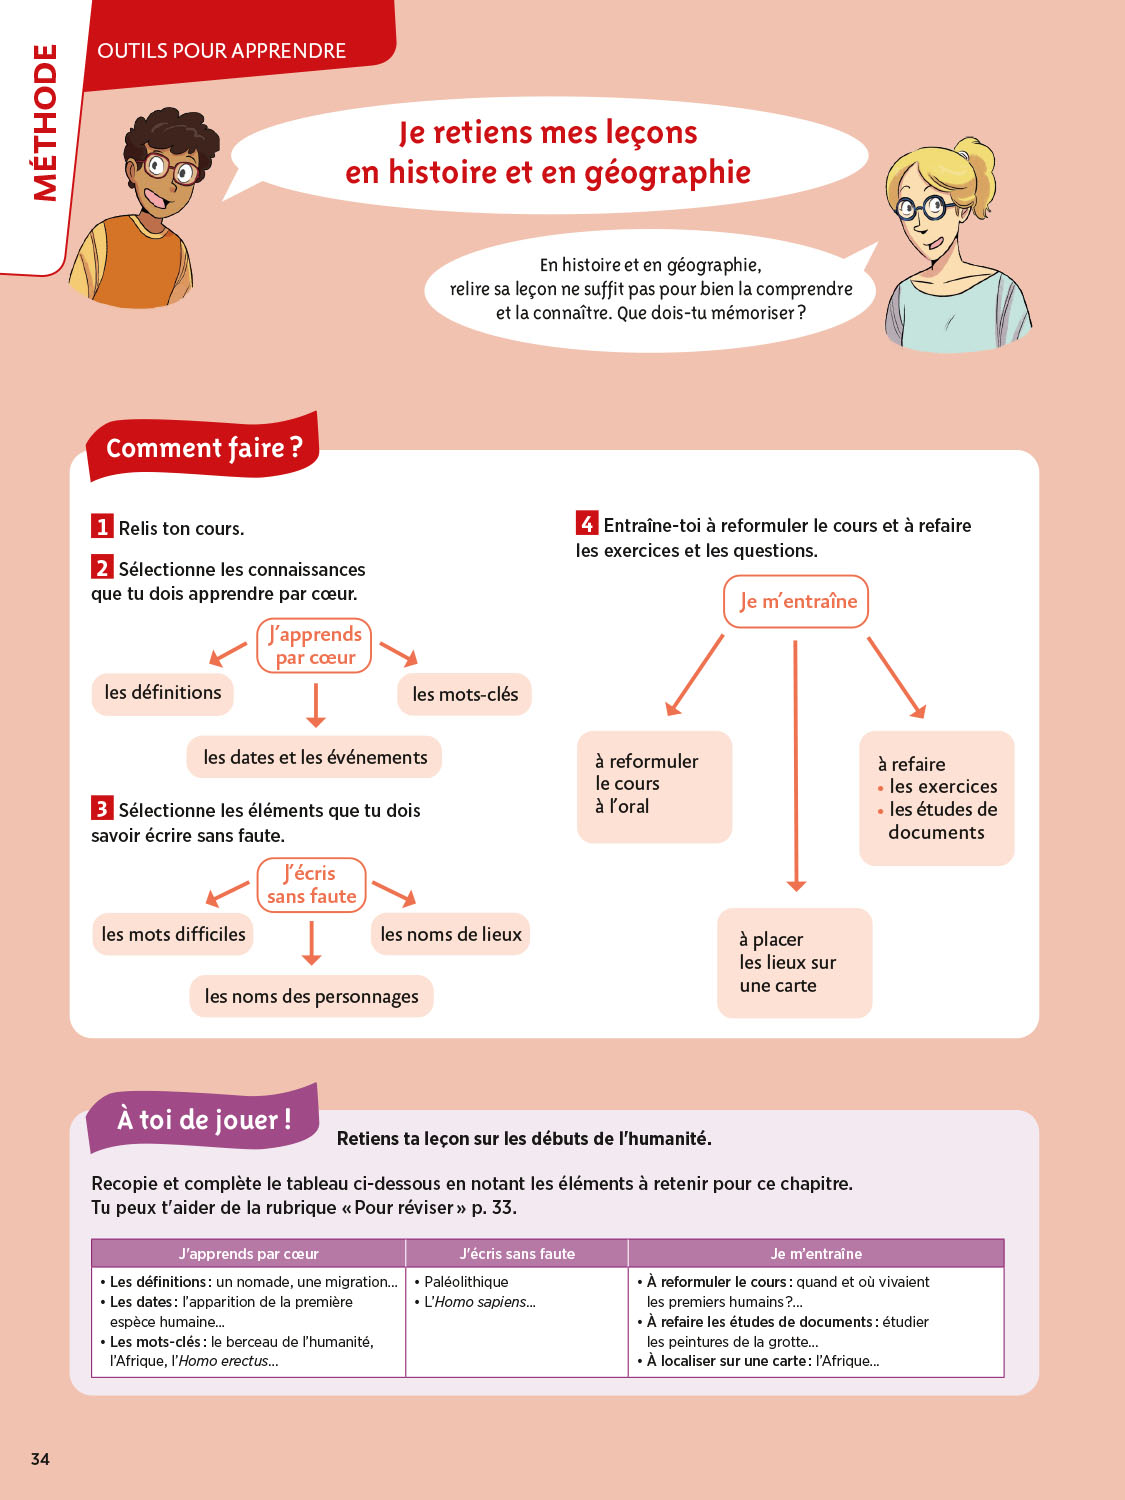 MÉTHODE
OUTILS POUR APPRENDRE
Je retiens mes leçons
en histoire et en géographie
En histoire et en géographie,
relire sa leçon ne suffit pas pour bien la comprendre
et la connaître. Que dois-tu mémoriser ?
Comment faire ?
1 Relis ton cours.
2 Sélectionne les connaissances
que tu dois apprendre par cœur.
J'apprends
par cœur
les définitions
les mots-clés
les dates et les événements
3 Sélectionne les éléments que tu dois
savoir écrire sans faute.
J'écris
sans faute
les mots difficiles
les noms de lieux
les noms des personnages
4 Entraîne-toi à reformuler le cours et à refaire
les exercices et les questions.
Je m'entraîne
à reformuler
le cours
à l'oral
à refaire
• les exercices
• les études de
documents
à placer
les lieux sur
une carte
À toi de jouer !
Retiens ta leçon sur les débuts de l'humanité.
Recopie et complète le tableau ci-dessous en notant les éléments à retenir pour ce chapitre.
Tu peux t'aider de la rubrique « Pour réviser » p. 33.
J'apprends par cœur
• Les définitions : un nomade, une migration...
• Les dates : l'apparition de la première
espèce humaine...
• Les mots-clés : le berceau de l'humanité,
l'Afrique, l'Homo erectus...
J'écris sans faute
• Paléolithique
• L'Homo sapiens...
Je m'entraîne
• À reformuler le cours : quand et où vivaient
les premiers humains ?...
• À refaire les études de documents : étudier
les peintures de la grotte...
• À localiser sur une carte : l'Afrique...
34